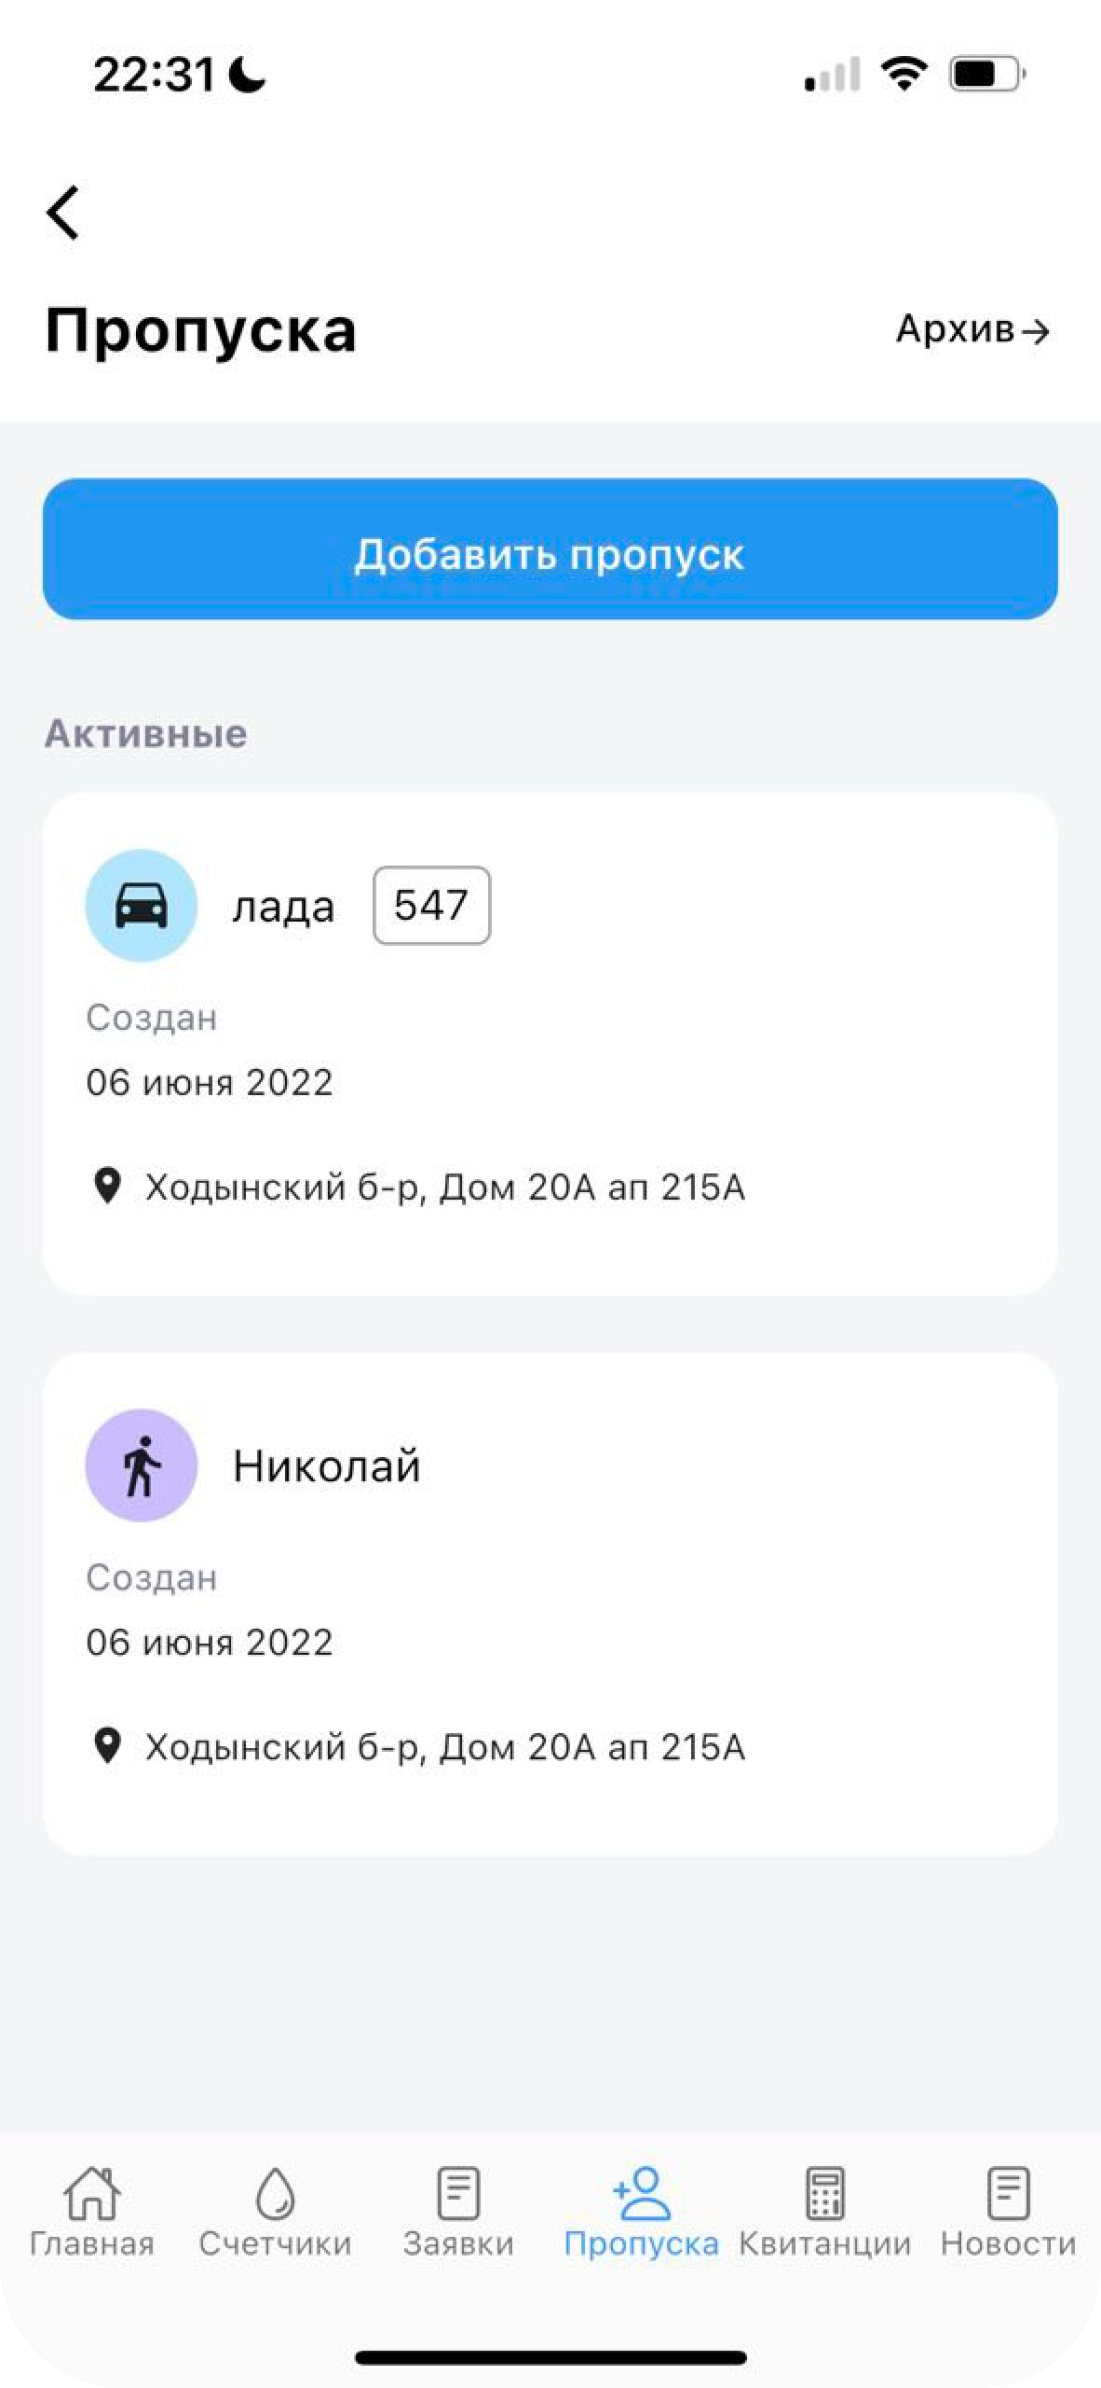 22:31
Пропуска
Архив→
Добавить пропуск
Активные
лада 547
Создан
06 июня 2022
Ходынский б-р, Дом 20А ап 215А
Николай
Создан
06 июня 2022
Ходынский б-р, Дом 20А ап 215А
Главная Счетчики Заявки Пропуска Квитанции Новости